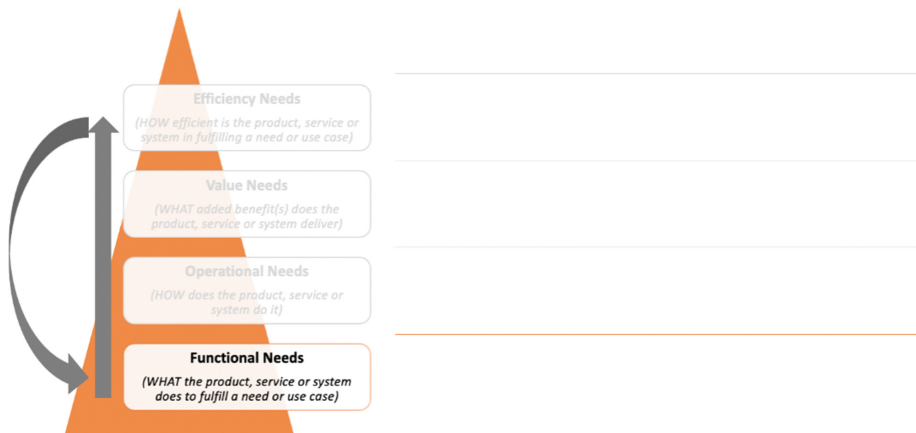 Efficiency Needs
(HOW efficient is the product, service or
system in fulfilling a need or use case)
Value Needs
(WHAT added benefit(s) does the
product, service or system deliver)
Operational Needs
(HOW does the product, service or
system do it)
Functional Needs
(WHAT the product, service or system
does to fulfill a need or use case)